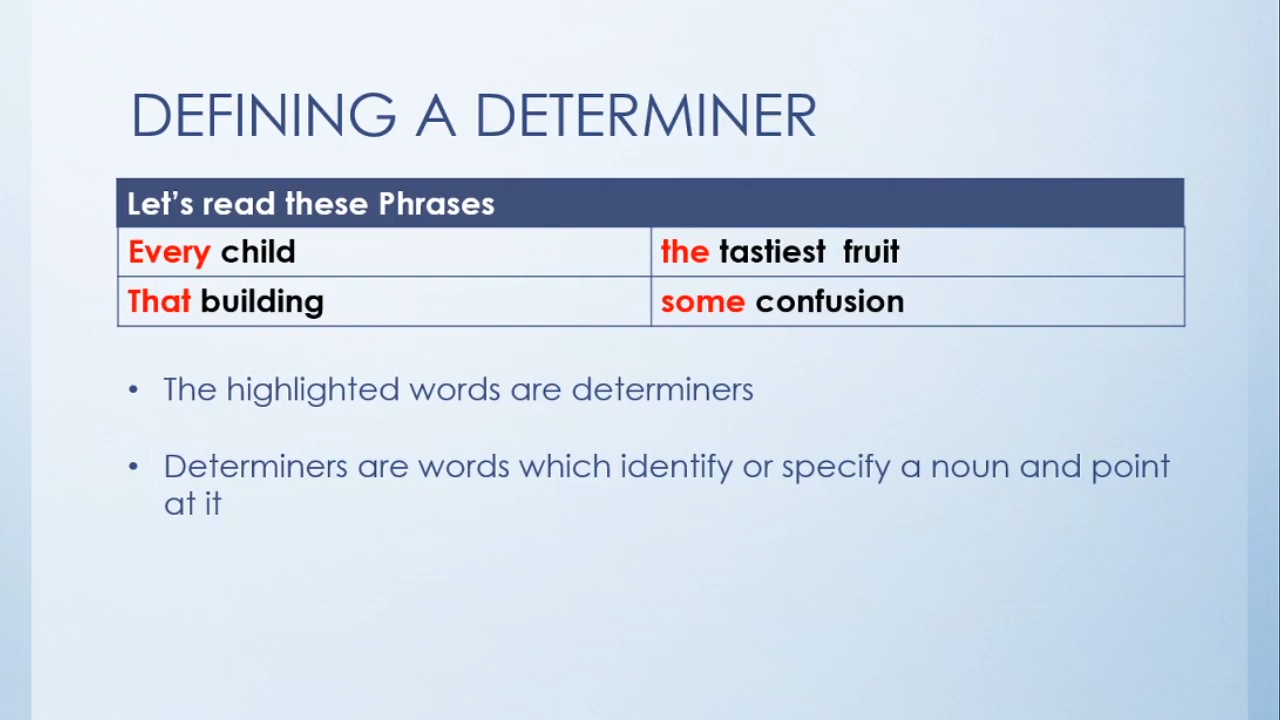 DEFINING A DETERMINER
Let’s read these Phrases
Every child
the tastiest fruit
That building
some confusion
• The highlighted words are determiners
• Determiners are words which identify or specify a noun and point
at it